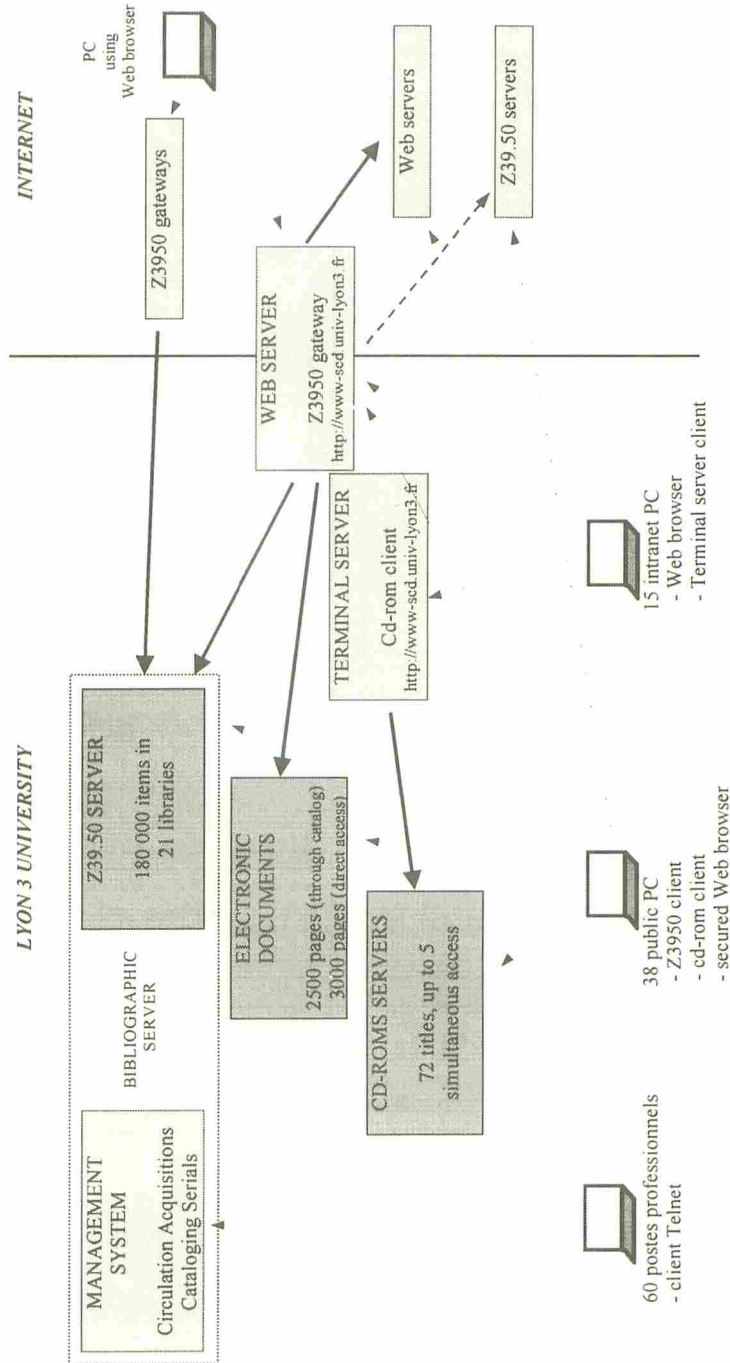 LYON 3 UNIVERSITY
INTERNET
MANAGEMENT
SYSTEM
Circulation Acquisitions
Cataloging Serials
BIBLIOGRAPHIC
SERVER
Z39.50 SERVER
180 000 items in
21 libraries
Z3950 gateways
PC
using
Web browser
ELECTRONIC
DOCUMENTS
2500 pages (through catalog)
3000 pages (direct access)
WEB SERVER
Z3950 gateway
http://www-scd.univ-lyon3.fr
Web servers
CD-ROMS SERVERS
72 titles, up to 5
simultaneous access
TERMINAL SERVER
Cd-rom client
http://www-scd.univ-lyon3.fr
Z39.50 servers
60 postes professionnels
- client Telnet
38 public PC
- Z3950 client
- cd-rom client
- secured Web browser
15 intranet PC
- Web browser
- Terminal server client